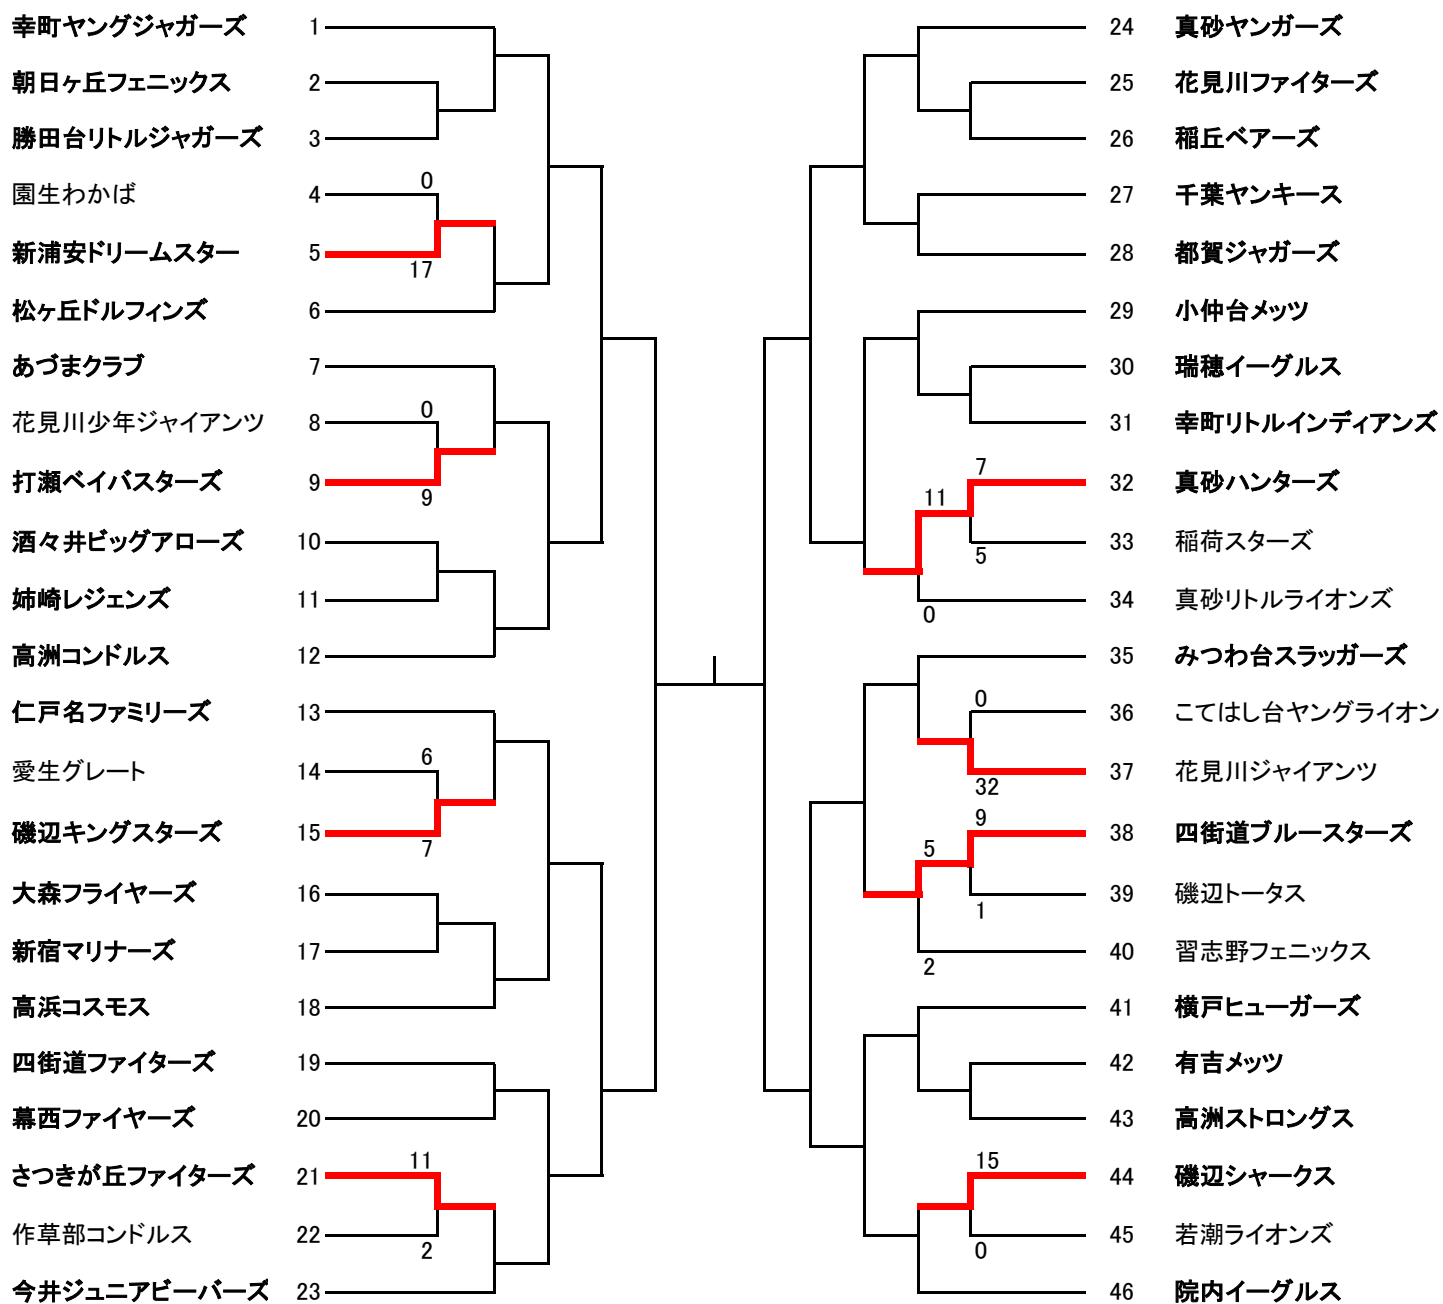 幸町ヤングジャガーズ 1
朝日ヶ丘フェニックス 2
勝田台リトルジャガーズ 3
園生わかば 4 0
新浦安ドリームスター 5 17
松ヶ丘ドルフィンズ 6
あづまクラブ 7
花見川少年ジャイアンツ 8 0
打瀬ベイバスターズ 9 9
酒々井ビッグアローズ 10
姉崎レジェンズ 11
高洲コンドルス 12
仁戸名ファミリーズ 13
愛生グレート 14 6
磯辺キングスターズ 15 7
大森フライヤーズ 16
新宿マリナーズ 17
高浜コスモス 18
四街道ファイターズ 19
幕西ファイヤーズ 20
さつきが丘ファイターズ 21 11
作草部コンドルス 22 2
今井ジュニアビーバーズ 23
24 真砂ヤンガーズ
25 花見川ファイターズ
26 稲丘ベアーズ
27 千葉ヤンキース
28 都賀ジャガーズ
29 小仲台メッツ
30 瑞穂イーグルス
31 幸町リトルインディアンズ
7 32 真砂ハンターズ
11
5 33 稲荷スターズ
0 34 真砂リトルライオンズ
35 みつわ台スラッガーズ
0 36 こてはし台ヤングライオン
32 37 花見川ジャイアンツ
9 38 四街道ブルースターズ
5
1 39 磯辺トータス
2 40 習志野フェニックス
41 横戸ヒューガーズ
42 有吉メッツ
43 高洲ストロングス
15 44 磯辺シャークス
0 45 若潮ライオンズ
46 院内イーグルス